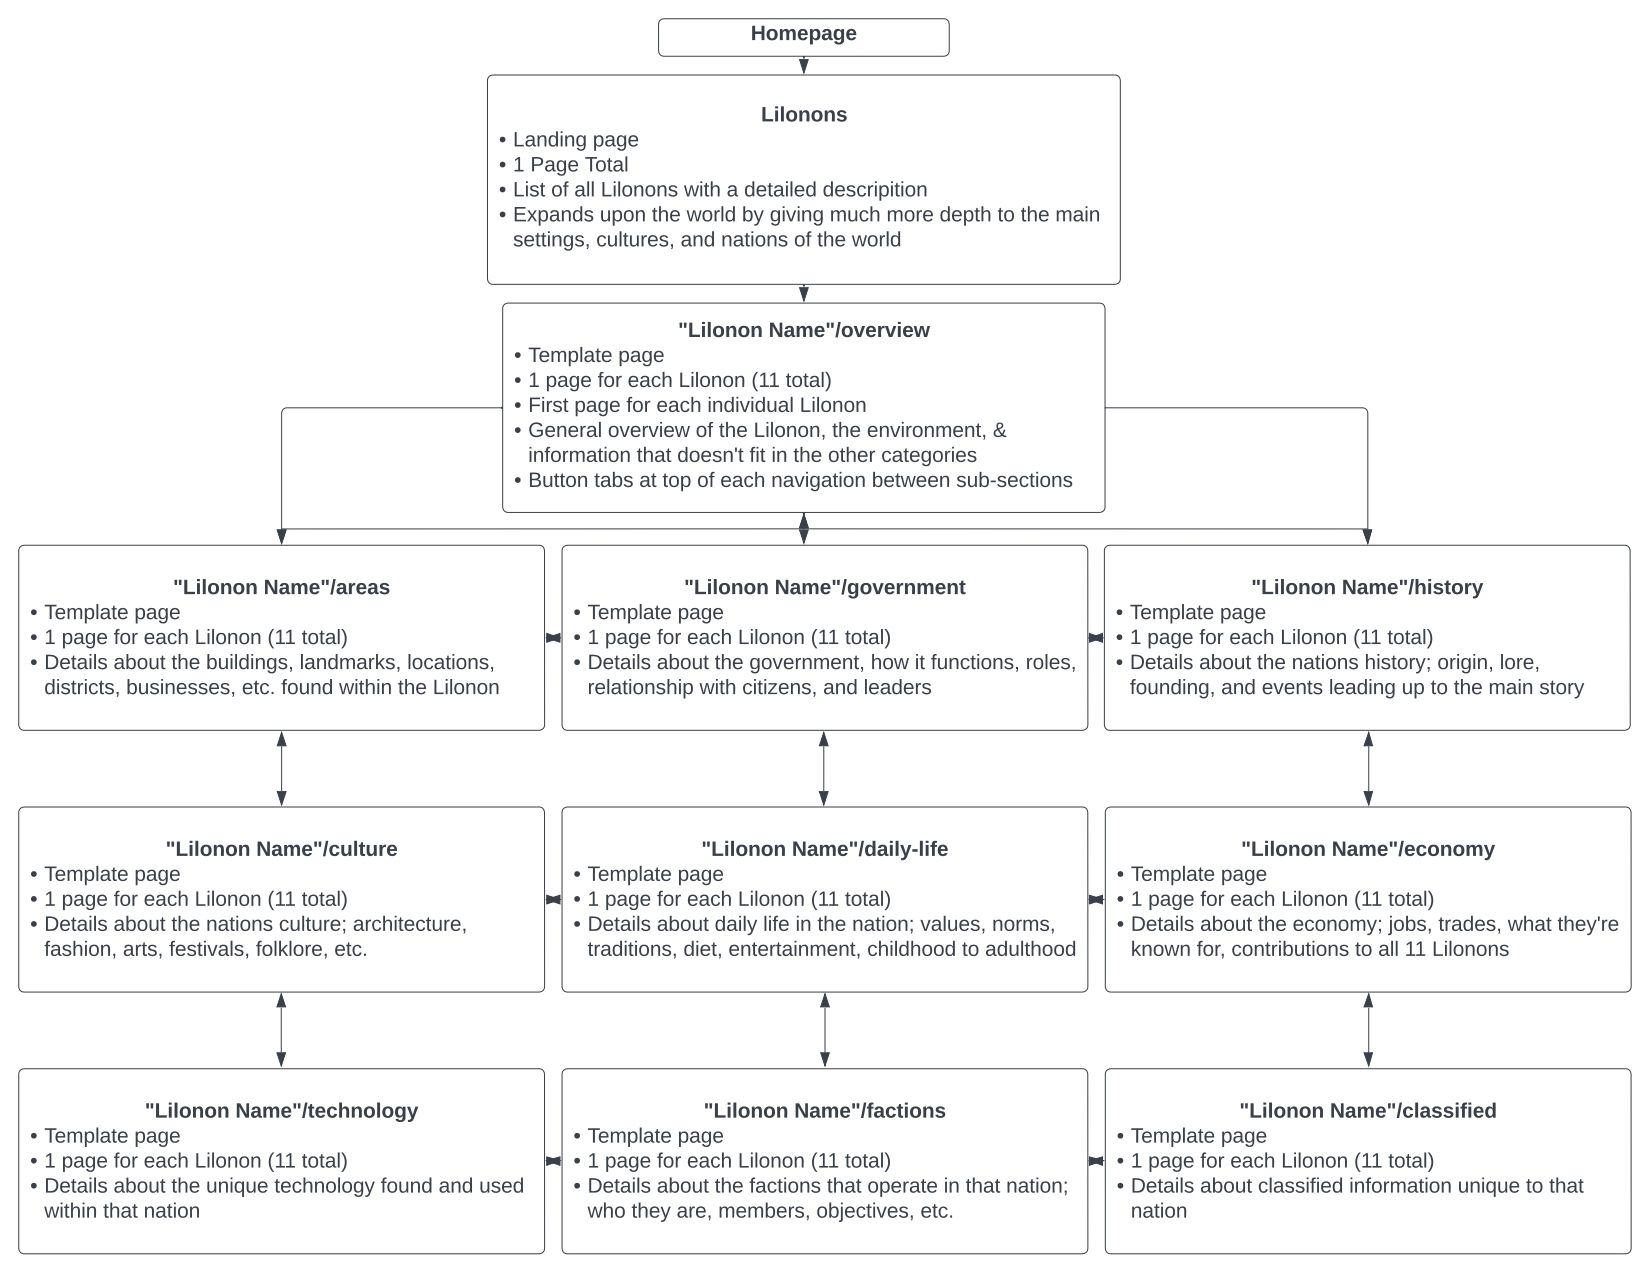 Homepage
Lilonons
• Landing page
• 1 Page Total
• List of all Lilonons with a detailed descripition
• Expands upon the world by giving much more depth to the main
settings, cultures, and nations of the world
"Lilonon Name"/overview
• Template page
• 1 page for each Lilonon (11 total)
• First page for each individual Lilonon
• General overview of the Lilonon, the environment, &
information that doesn't fit in the other categories
• Button tabs at top of each navigation between sub-sections
"Lilonon Name"/areas
• Template page
• 1 page for each Lilonon (11 total)
• Details about the buildings, landmarks, locations,
districts, businesses, etc. found within the Lilonon
"Lilonon Name"/government
• Template page
• 1 page for each Lilonon (11 total)
• Details about the government, how it functions, roles,
relationship with citizens, and leaders
"Lilonon Name"/history
• Template page
• 1 page for each Lilonon (11 total)
• Details about the nations history; origin, lore,
founding, and events leading up to the main story
"Lilonon Name"/culture
• Template page
• 1 page for each Lilonon (11 total)
• Details about the nations culture; architecture,
fashion, arts, festivals, folklore, etc.
"Lilonon Name"/daily-life
• Template page
• 1 page for each Lilonon (11 total)
• Details about daily life in the nation; values, norms,
traditions, diet, entertainment, childhood to adulthood
"Lilonon Name"/economy
• Template page
• 1 page for each Lilonon (11 total)
• Details about the economy; jobs, trades, what they're
known for, contributions to all 11 Lilonons
"Lilonon Name"/technology
• Template page
• 1 page for each Lilonon (11 total)
• Details about the unique technology found and used
within that nation
"Lilonon Name"/factions
• Template page
• 1 page for each Lilonon (11 total)
• Details about the factions that operate in that nation;
who they are, members, objectives, etc.
"Lilonon Name"/classified
• Template page
• 1 page for each Lilonon (11 total)
• Details about classified information unique to that
nation